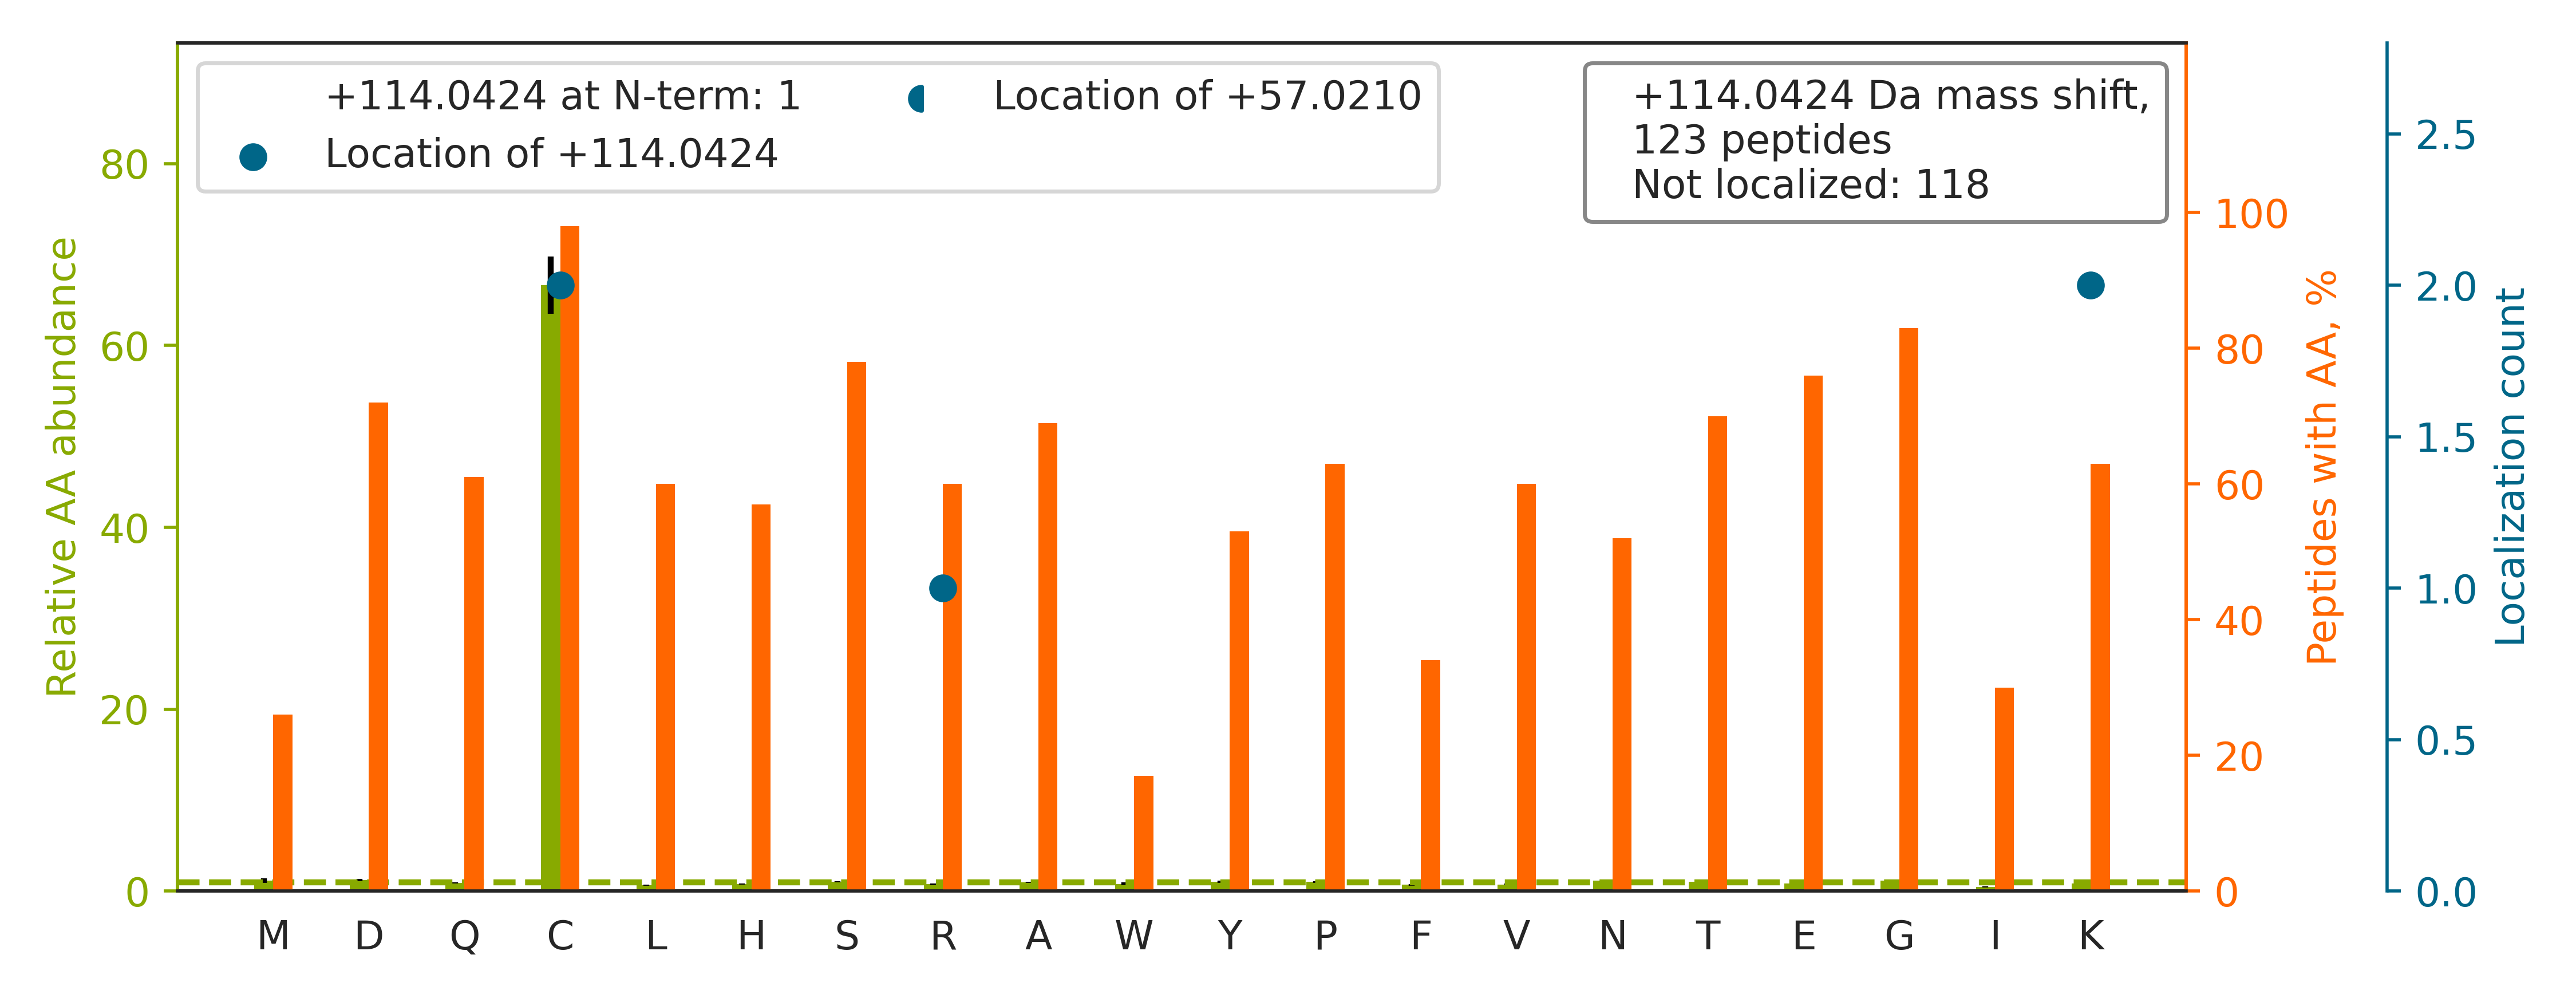 +114.0424 at N-term: 1
Location of +114.0424
Location of +57.0210
+114.0424 Da mass shift,
123 peptides
Not localized: 118
Relative AA abundance
80
60
40
20
0
M D Q C L H S R A W Y P F V N T E G I K
100
80
60
40
20
0
Peptides with AA, %
2.5
2.0
1.5
1.0
0.5
0.0
Localization count